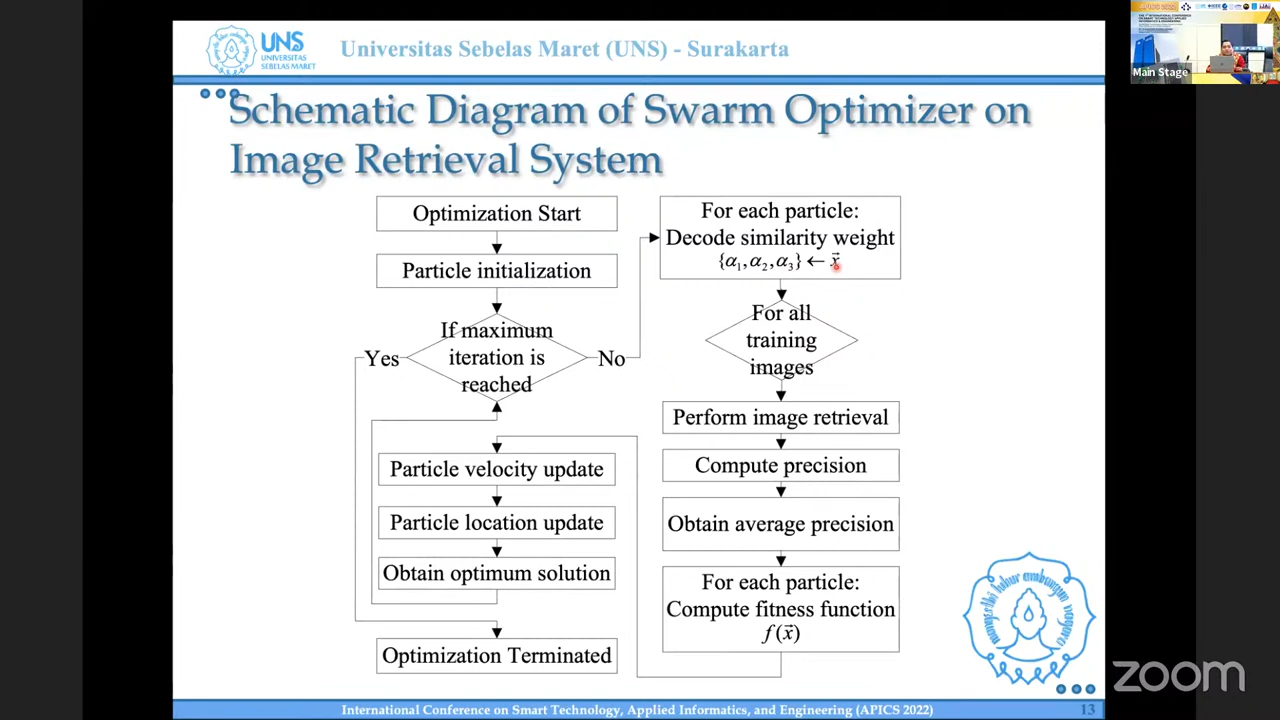 UNS
UNIVERSITAS
SEBELAS MARET
Universitas Sebelas Maret (UNS) - Surakarta
Schematic Diagram of Swarm Optimizer on
Image Retrieval System
Optimization Start
Particle initialization
If maximum
iteration is
reached
Yes
No
Particle velocity update
Particle location update
Obtain optimum solution
Optimization Terminated
For each particle:
Decode similarity weight
{α₁, α₂, α₃} ← x⃗
For all
training
images
Perform image retrieval
Compute precision
Obtain average precision
For each particle:
Compute fitness function
f(x⃗)
International Conference on Smart Technology, Applied Informatics, and Engineering (APICS 2022)
13
Main Stage
zoom